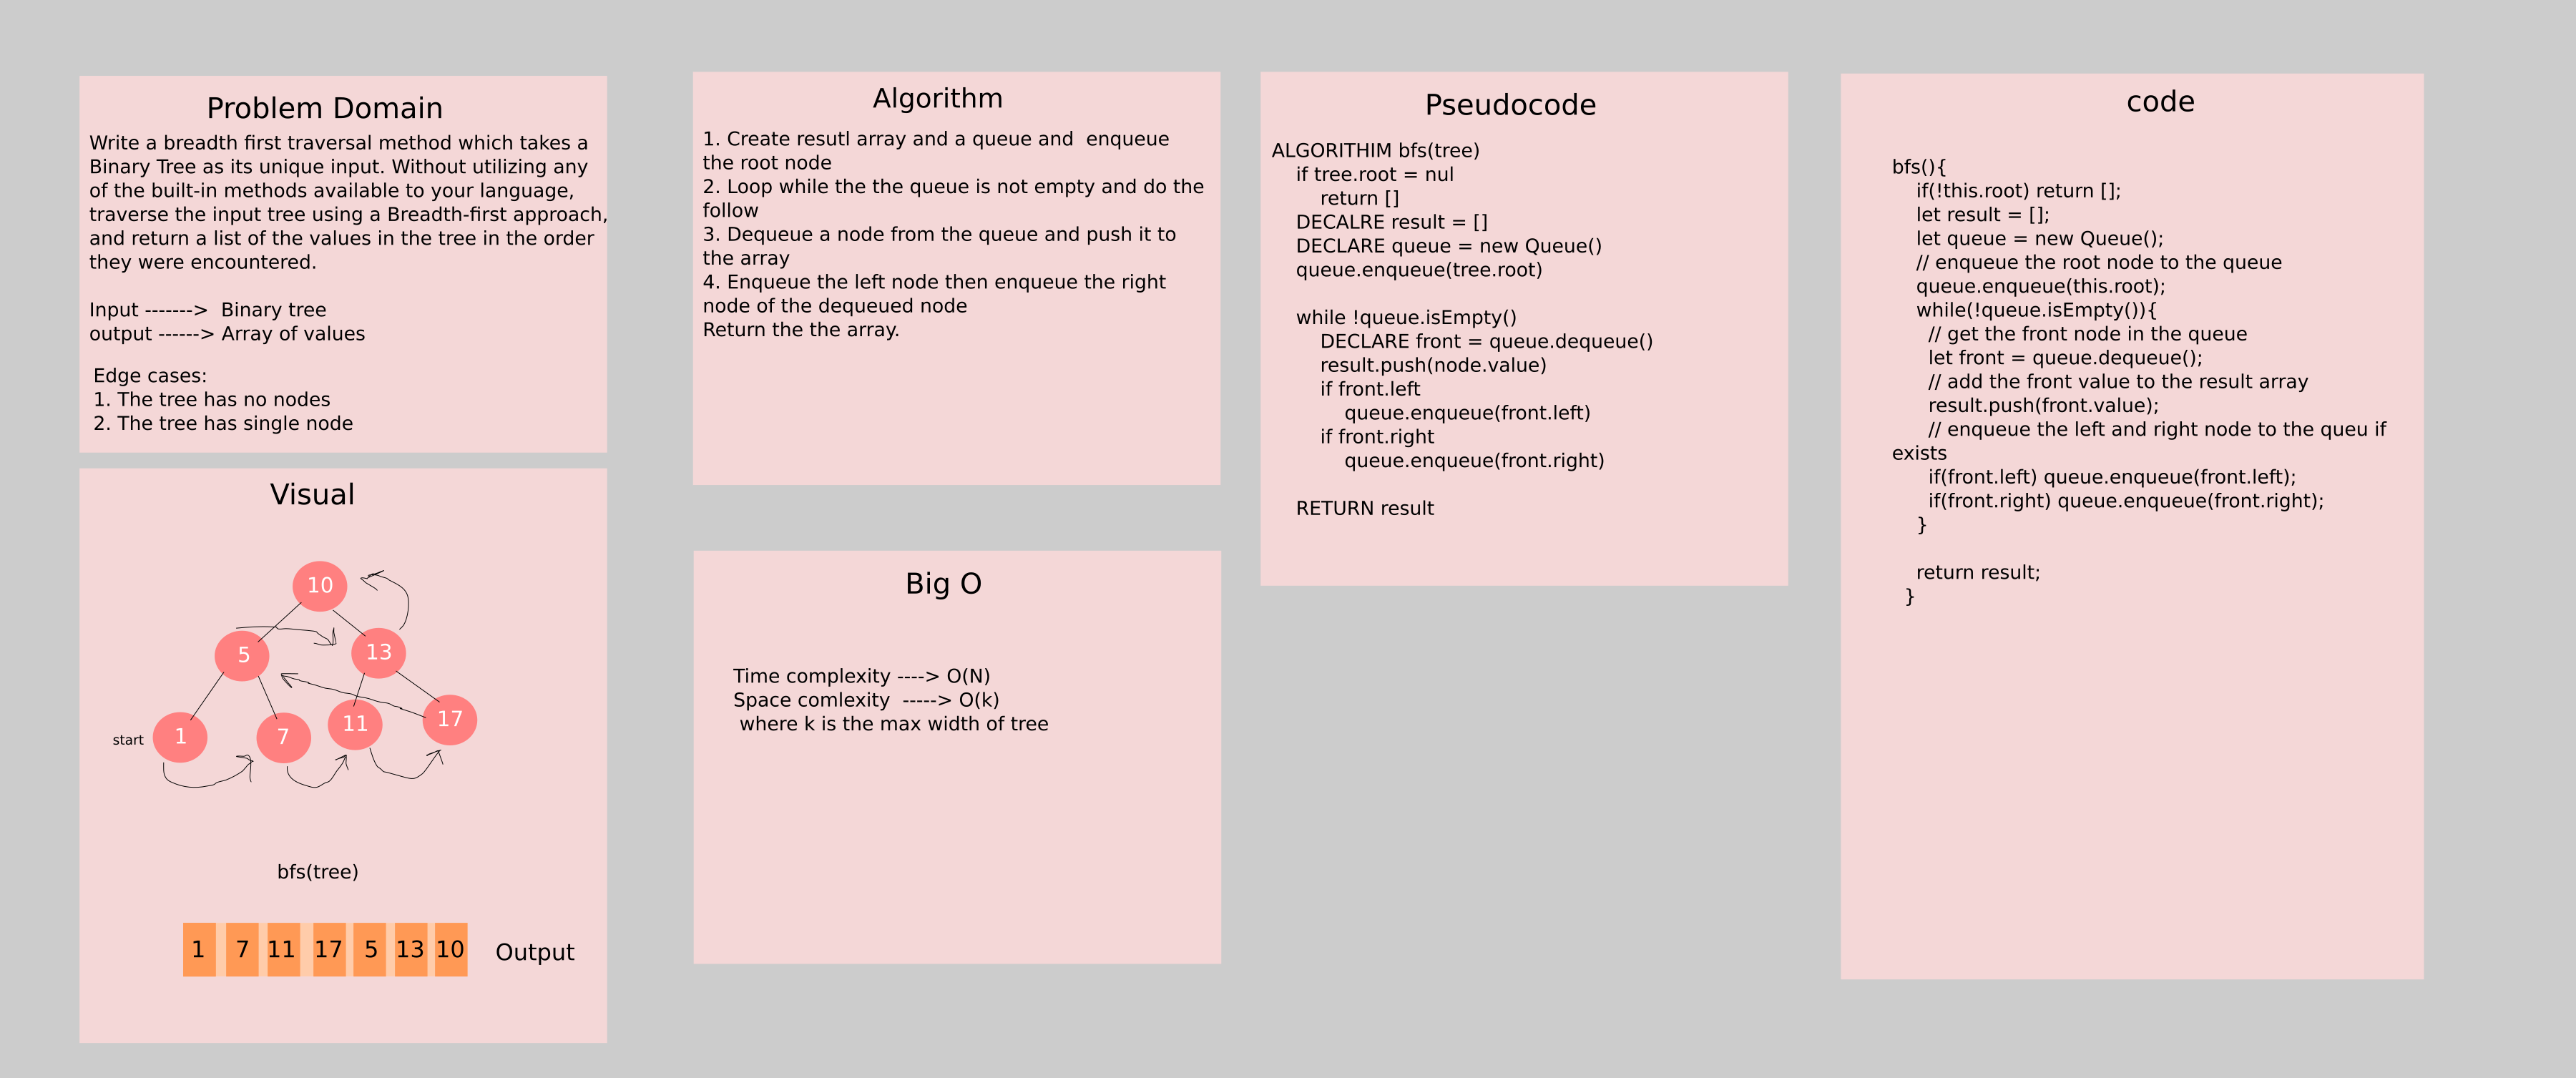 Problem Domain
Write a breadth first traversal method which takes a
Binary Tree as its unique input. Without utilizing any
of the built-in methods available to your language,
traverse the input tree using a Breadth-first approach,
and return a list of the values in the tree in the order
they were encountered.
Input ------->  Binary tree
output ------> Array of values
Edge cases:
1. The tree has no nodes
2. The tree has single node
Visual
10
5
13
1
7
11
17
start
bfs(tree)
1 7 11 17 5 13 10 Output
Algorithm
1. Create resutl array and a queue and  enqueue
the root node
2. Loop while the the queue is not empty and do the
follow
3. Dequeue a node from the queue and push it to
the array
4. Enqueue the left node then enqueue the right
node of the dequeued node
Return the the array.
Big O
Time complexity ----> O(N)
Space comlexity  -----> O(k)
where k is the max width of tree
Pseudocode
ALGORITHIM bfs(tree)
if tree.root = nul
return []
DECALRE result = []
DECLARE queue = new Queue()
queue.enqueue(tree.root)
while !queue.isEmpty()
DECLARE front = queue.dequeue()
result.push(node.value)
if front.left
queue.enqueue(front.left)
if front.right
queue.enqueue(front.right)
RETURN result
code
bfs(){
if(!this.root) return [];
let result = [];
let queue = new Queue();
// enqueue the root node to the queue
queue.enqueue(this.root);
while(!queue.isEmpty()){
// get the front node in the queue
let front = queue.dequeue();
// add the front value to the result array
result.push(front.value);
// enqueue the left and right node to the queu if
exists
if(front.left) queue.enqueue(front.left);
if(front.right) queue.enqueue(front.right);
}
return result;
}